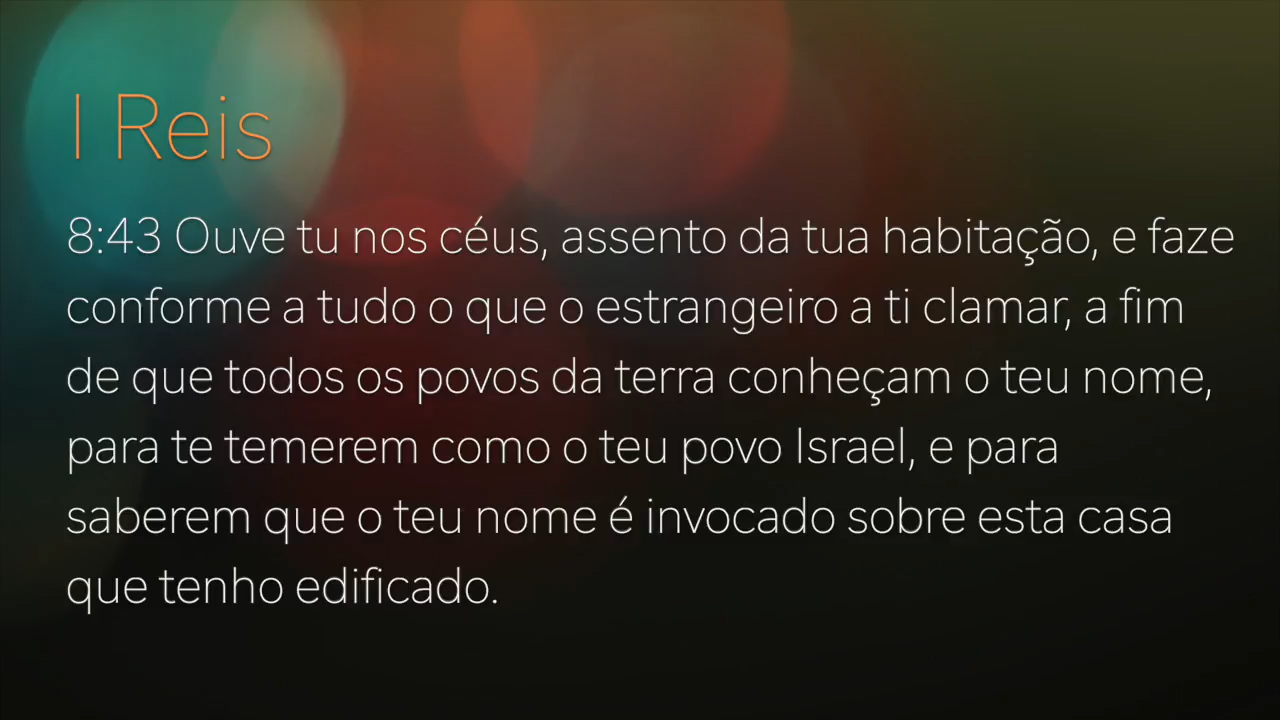 I Reis
8:43 Ouve tu nos céus, assento da tua habitação, e faze
conforme a tudo o que o estrangeiro a ti clamar, a fim
de que todos os povos da terra conheçam o teu nome,
para te temerem como o teu povo Israel, e para
saberem que o teu nome é invocado sobre esta casa
que tenho edificado.